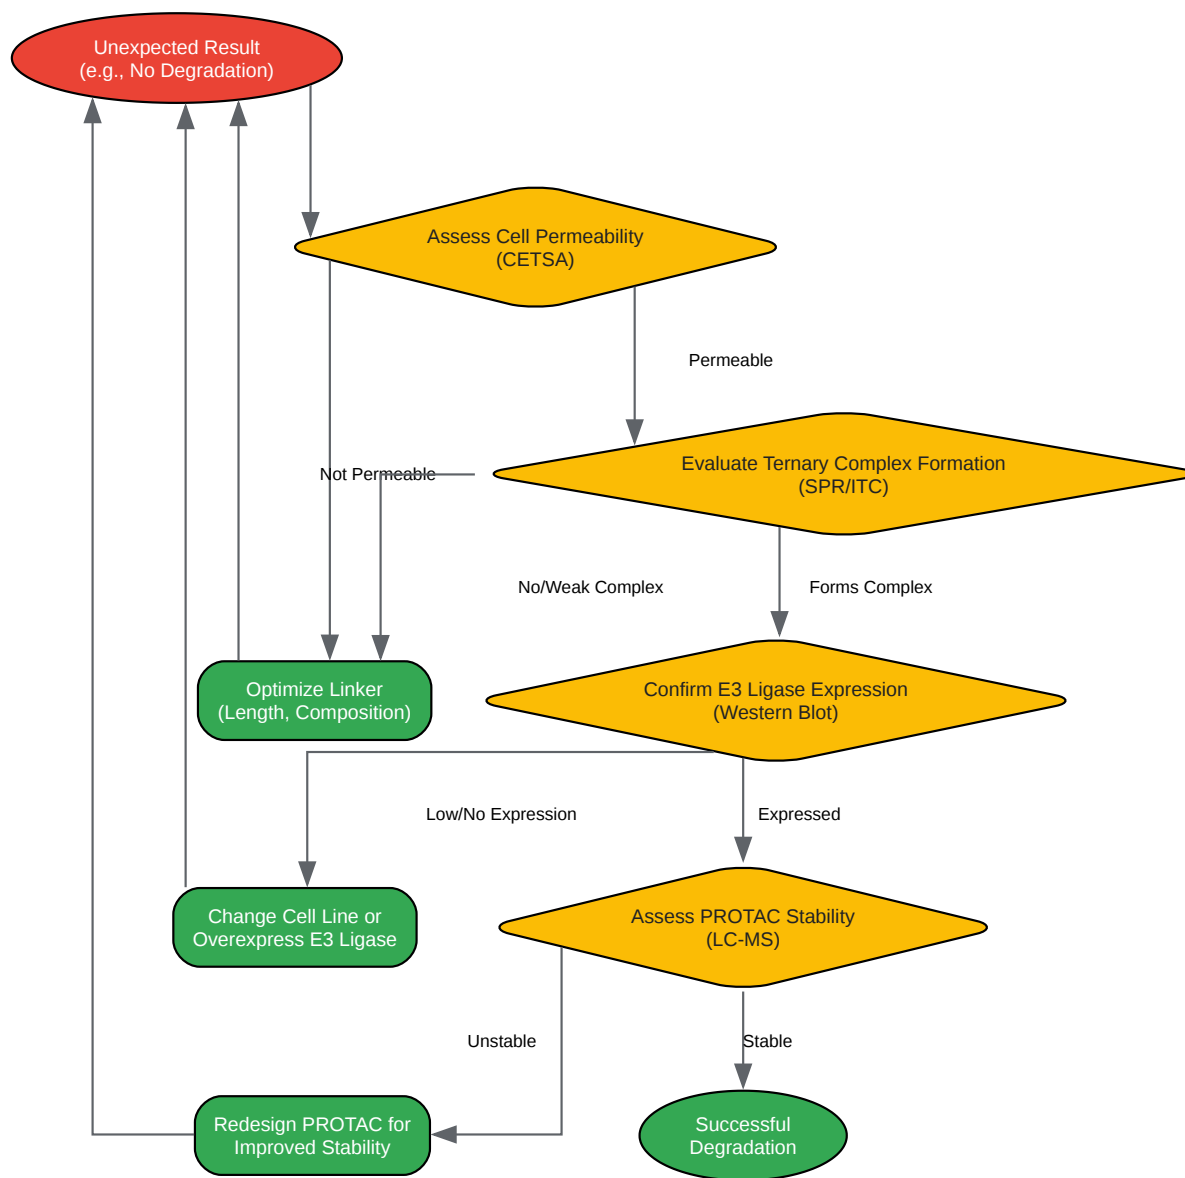 Unexpected Result
(e.g., No Degradation)
Assess Cell Permeability
(CETSA)
Permeable
Evaluate Ternary Complex Formation
(SPR/ITC)
Not Permeable
No/Weak Complex
Forms Complex
Optimize Linker
(Length, Composition)
Confirm E3 Ligase Expression
(Western Blot)
Low/No Expression
Expressed
Change Cell Line or
Overexpress E3 Ligase
Assess PROTAC Stability
(LC-MS)
Unstable
Stable
Redesign PROTAC for
Improved Stability
Successful
Degradation